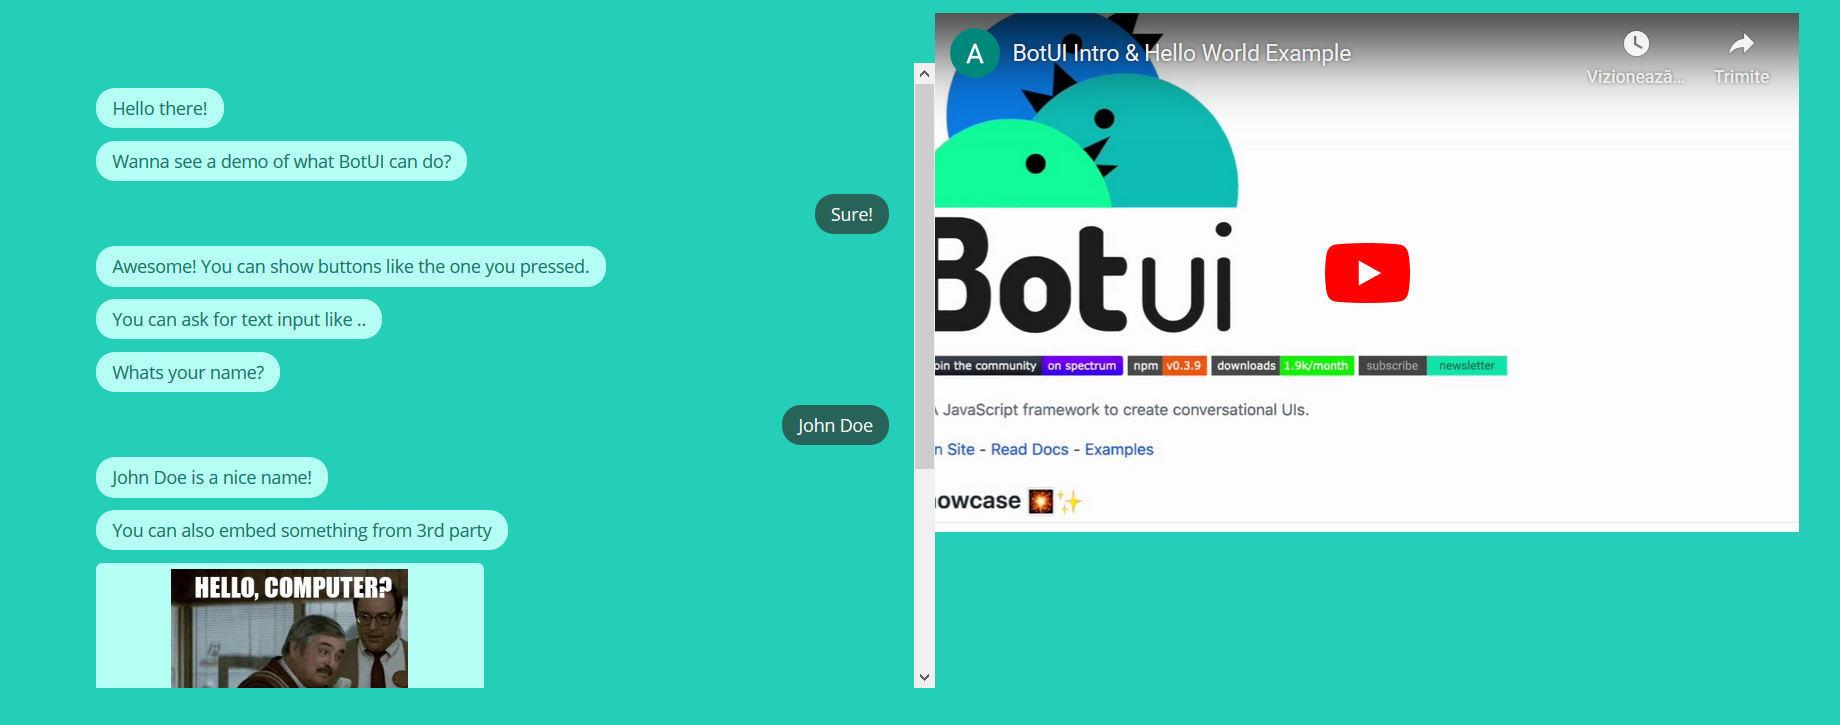 Hello there!
Wanna see a demo of what BotUI can do?
Sure!
Awesome! You can show buttons like the one you pressed.
You can ask for text input like ..
Whats your name?
John Doe
John Doe is a nice name!
You can also embed something from 3rd party
HELLO, COMPUTER?
A
BotUI Intro & Hello World Example
Vizionează...
Trimite
Botui
oin the community on spectrum npm v0.3.9 downloads 1.9k/month subscribe newsletter
A JavaScript framework to create conversational UIs.
n Site - Read Docs - Examples
howcase 💥✨